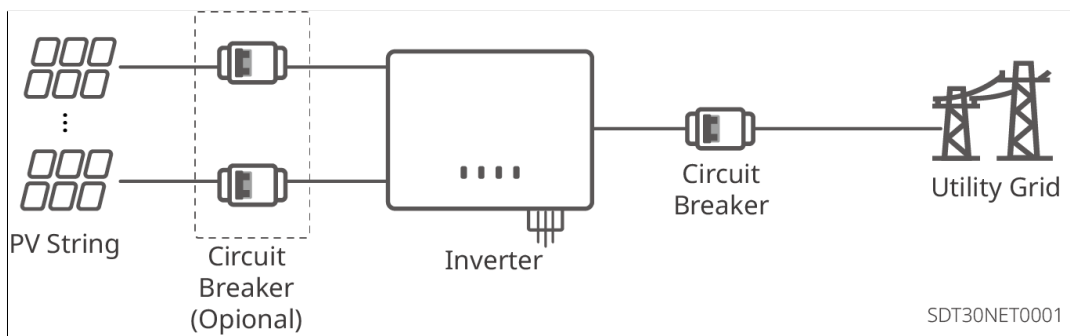 PV String
Circuit
Breaker
(Opional)
Inverter
Circuit
Breaker
Utility Grid
SDT30NET0001